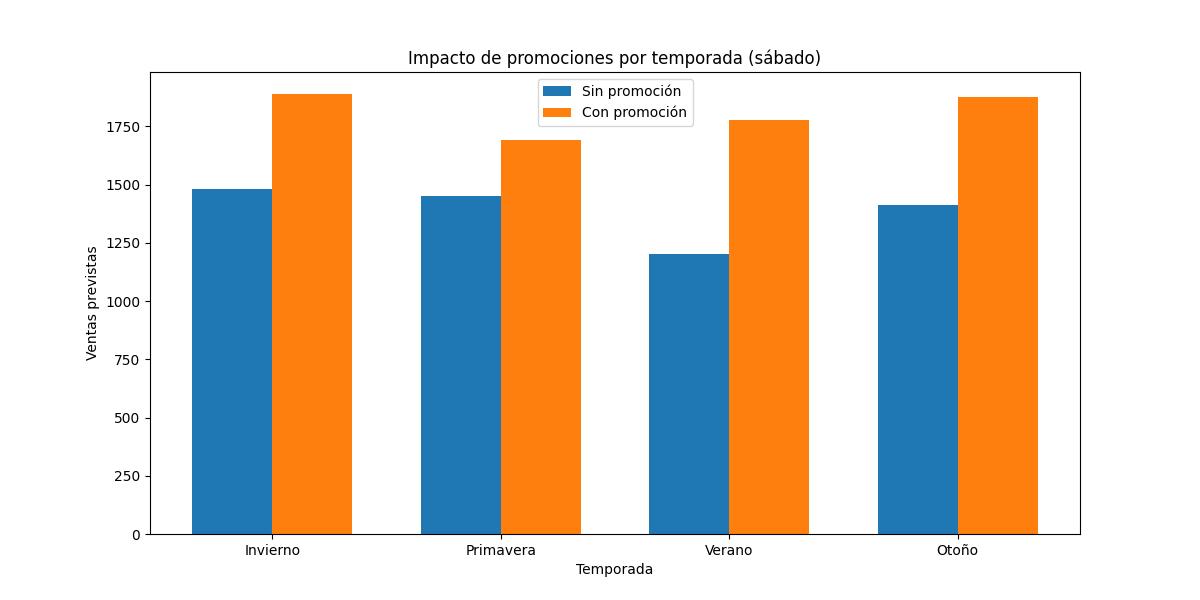 Impacto de promociones por temporada (sábado)
Sin promoción
Con promoción
Ventas previstas
1750
1500
1250
1000
750
500
250
0
Invierno
Primavera
Verano
Otoño
Temporada